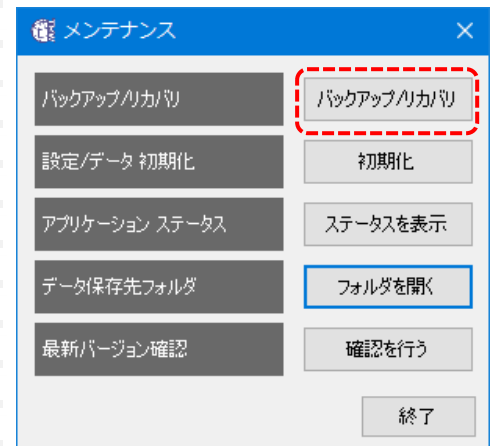 メンテナンス
バックアップ/リカバリ バックアップ/リカバリ
設定/データ 初期化 初期化
アプリケーション ステータス ステータスを表示
データ保存先フォルダ フォルダを開く
最新バージョン確認 確認を行う
終了